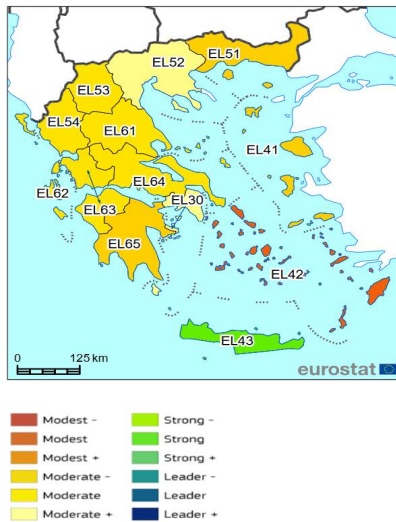 EL51
EL52
EL53
EL54
EL61
EL41
EL64
EL62
EL30
EL63
EL65
EL42
EL43
0 125 km
eurostat
Modest -
Modest
Modest +
Moderate -
Moderate
Moderate +
Strong -
Strong
Strong +
Leader -
Leader
Leader +